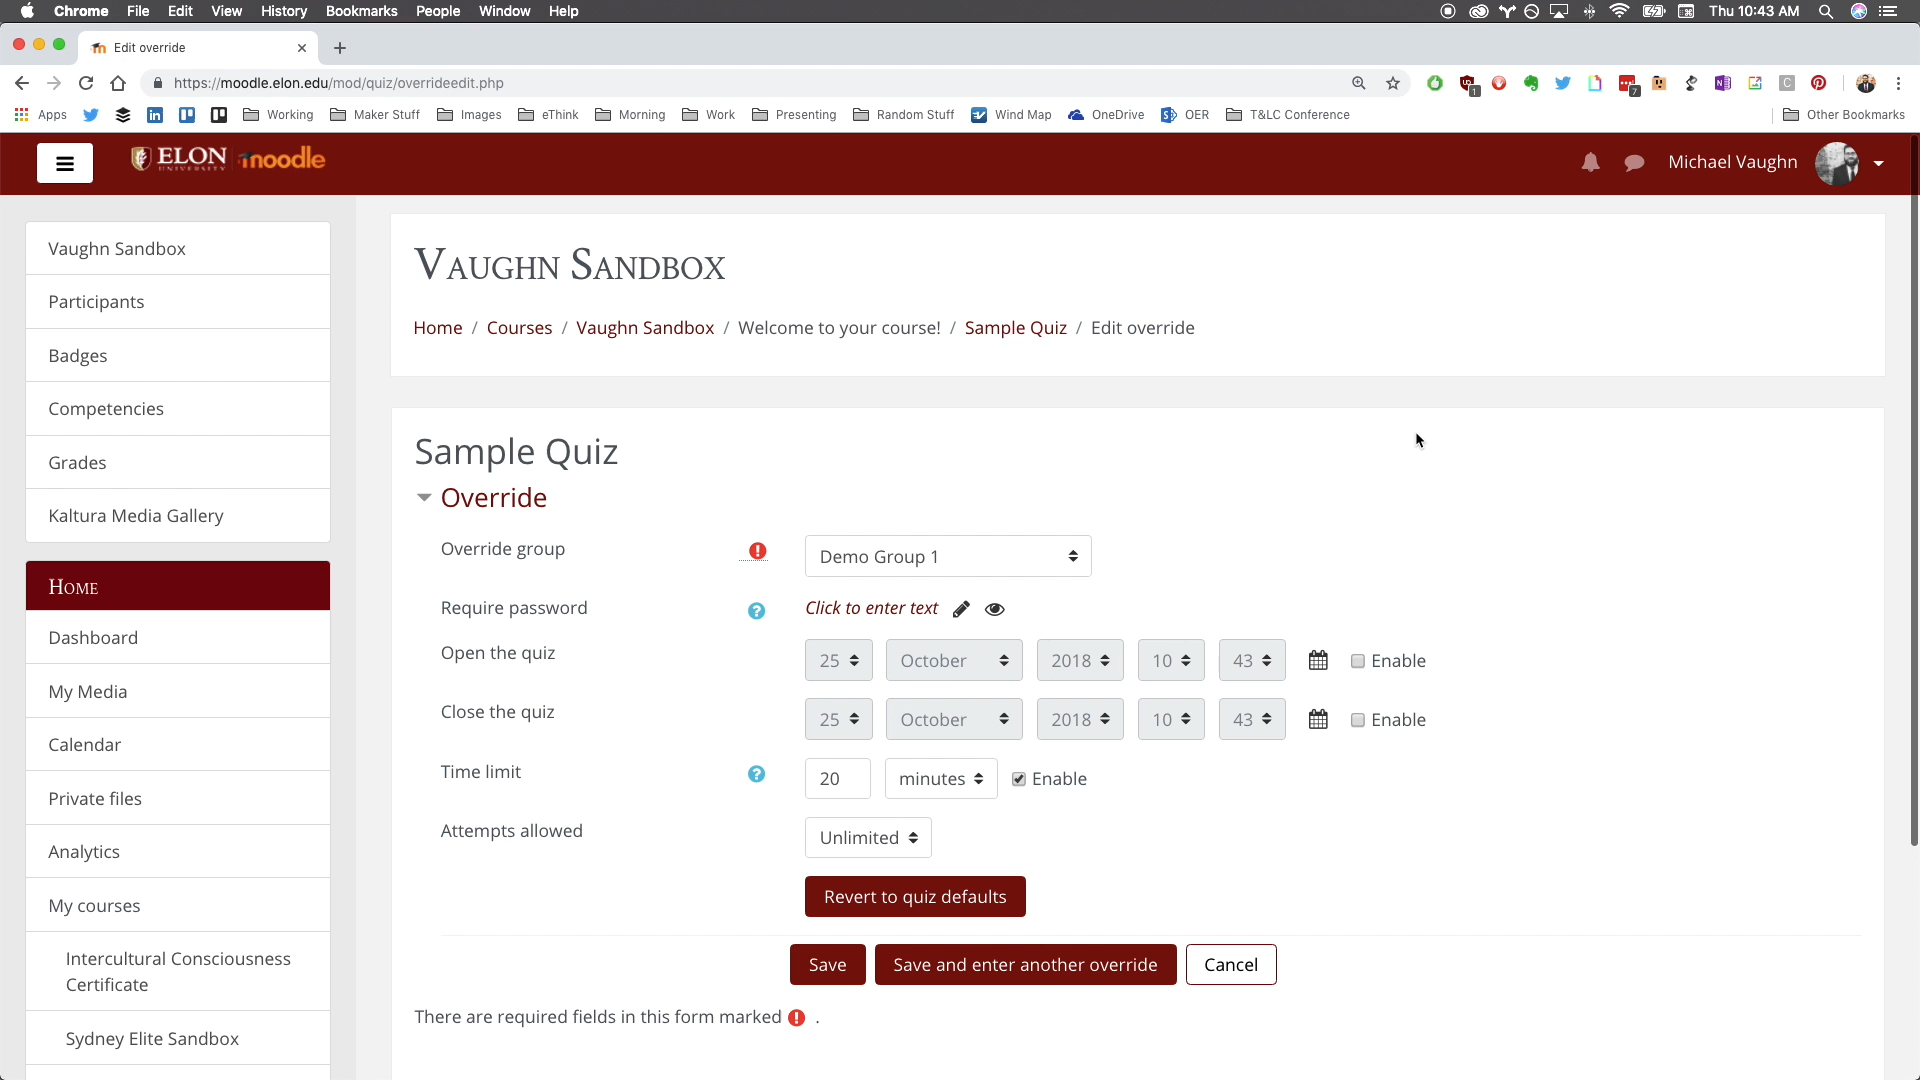 Chrome File Edit View History Bookmarks People Window Help Thu 10:43 AM
Edit override
https://moodle.elon.edu/mod/quiz/overrideedit.php 1 7
Apps Working Maker Stuff Images eThink Morning Work Presenting Random Stuff Wind Map OneDrive OER T&LC Conference Other Bookmarks
ELON UNIVERSITY moodle Michael Vaughn
Vaughn Sandbox
Participants
Badges
Competencies
Grades
Kaltura Media Gallery
Home
Dashboard
My Media
Calendar
Private files
Analytics
My courses
Intercultural Consciousness
Certificate
Sydney Elite Sandbox
Vaughn Sandbox
Home / Courses / Vaughn Sandbox / Welcome to your course! / Sample Quiz / Edit override
Sample Quiz
Override
Override group Demo Group 1
Require password Click to enter text
Open the quiz 25 October 2018 10 43 Enable
Close the quiz 25 October 2018 10 43 Enable
Time limit 20 minutes Enable
Attempts allowed Unlimited
Revert to quiz defaults
Save Save and enter another override Cancel
There are required fields in this form marked .